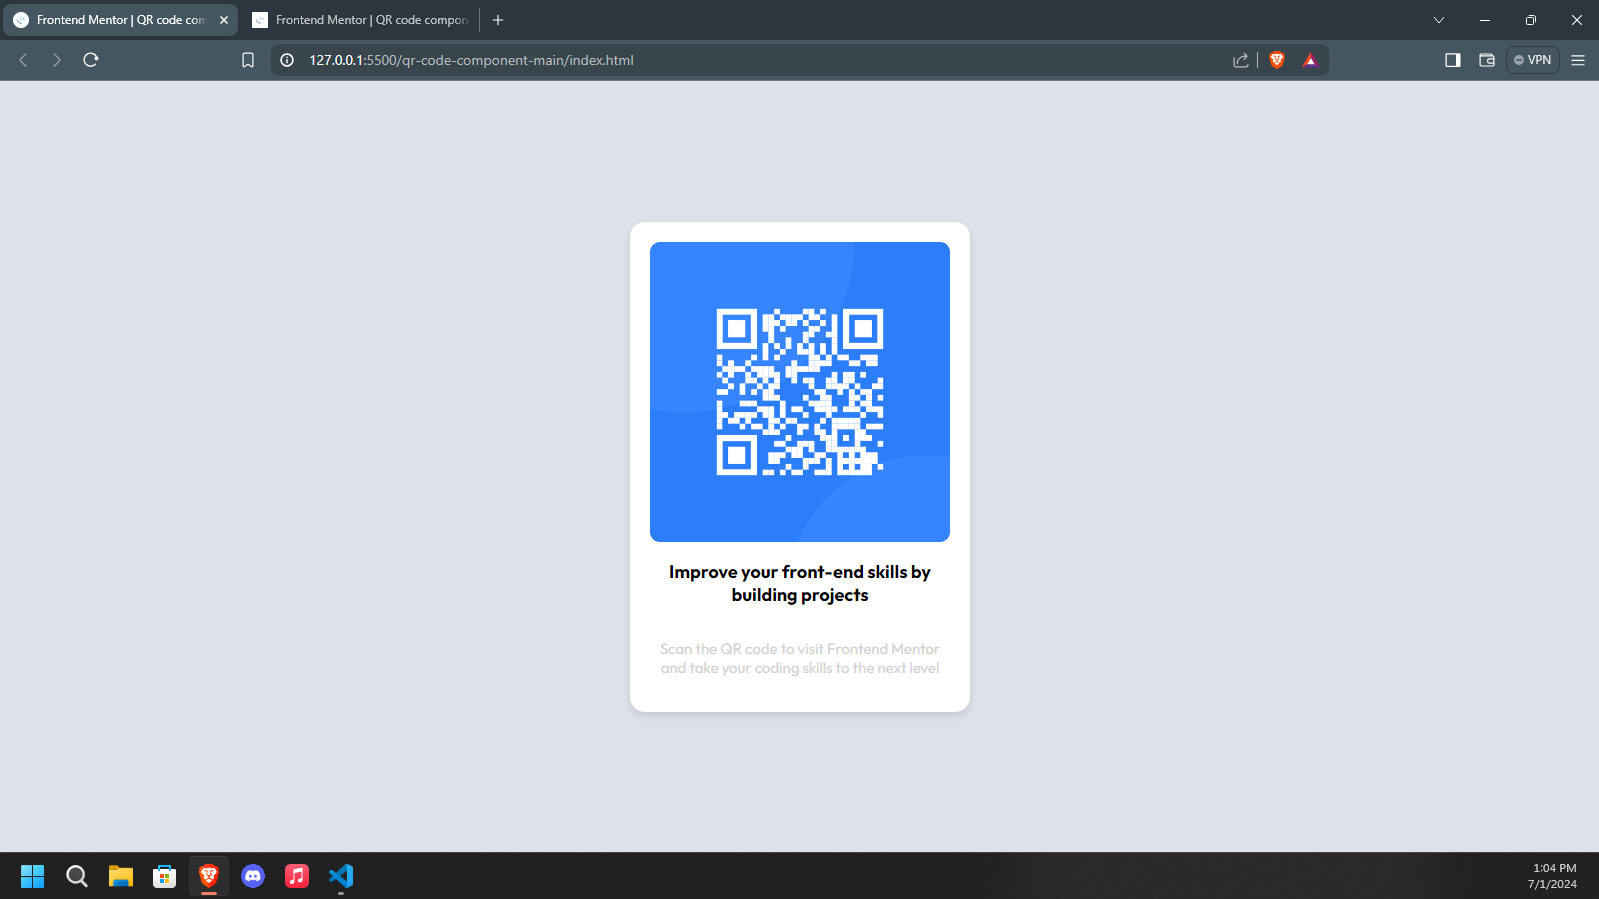 Frontend Mentor | QR code com
Frontend Mentor | QR code compon
127.0.0.1:5500/qr-code-component-main/index.html
VPN
Improve your front-end skills by
building projects
Scan the QR code to visit Frontend Mentor
and take your coding skills to the next level
1:04 PM
7/1/2024